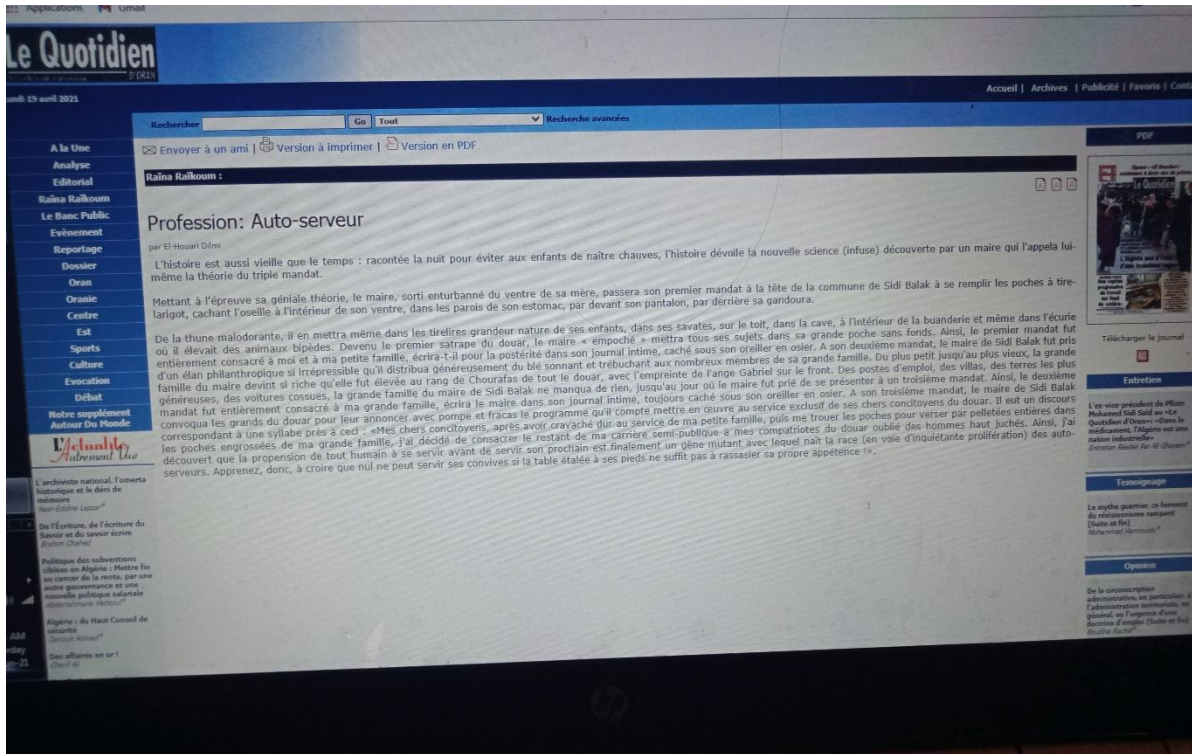 Applications Gmail
Le Quotidien
D'ORAN
lundi 19 avril 2021
Accueil | Archives | Publicité | Favoris |
Rechercher Go Tout Recherche avancées
Envoyer à un ami | Version à imprimer | Version en PDF
Raïna Raïkoum :
A la Une
Analyse
Editorial
Raïna Raïkoum
Le Banc Public
Evènement
Reportage
Dossier
Oran
Oranie
Centre
Est
Sports
Culture
Evocation
Débat
Notre supplément
Autour Du Monde
L'Actualité
Autrement Vue
L'archiviste national, l'omerta
historique et le déni de
mémoire
De l'Écriture, de l'écriture du
Savoir et du savoir écrire
Brahim Chahed
Politique des subventions
ciblées en Algérie : Mettre fin
au cancer de la rente, par une
autre gouvernance et une
nouvelle politique salariale
Algérie : du Haut Conseil de
sécurité
Des affaires en or !
Cherif Ali
Profession: Auto-serveur
par El-Houari Dilmi
L'histoire est aussi vieille que le temps : racontée la nuit pour éviter aux enfants de naître chauves, l'histoire dévoile la nouvelle science (infuse) découverte par un maire qui l'appela lui-
même la théorie du triple mandat.
Mettant à l'épreuve sa géniale théorie, le maire, sorti enturbanné du ventre de sa mère, passera son premier mandat à la tête de la commune de Sidi Balak à se remplir les poches à tire-
larigot, cachant l'oseille à l'intérieur de son ventre, dans les parois de son estomac, par devant son pantalon, par derrière sa gandoura.
De la thune malodorante, il en mettra même dans les tirelires grandeur nature de ses enfants, dans ses savates, sur le toit, dans la cave, à l'intérieur de la buanderie et même dans l'écurie
où il élevait des animaux bipèdes. Devenu le premier satrape du douar, le maire « empoché » mettra tous ses sujets dans sa grande poche sans fonds. Ainsi, le premier mandat fut
entièrement consacré à moi et à ma petite famille, écrira-t-il pour la postérité dans son journal intime, caché sous son oreiller en osier. A son deuxième mandat, le maire de Sidi Balak fut pris
d'un élan philanthropique si irrépressible qu'il distribua généreusement du blé sonnant et trébuchant aux nombreux membres de sa grande famille. Du plus petit jusqu'au plus vieux, la grande
famille du maire devint si riche qu'elle fut élevée au rang de Chourafas de tout le douar, avec l'empreinte de l'ange Gabriel sur le front. Des postes d'emploi, des villas, des terres les plus
généreuses, des voitures cossues, la grande famille du maire de Sidi Balak ne manqua de rien, jusqu'au jour où le maire fut prié de se présenter à un troisième mandat. Ainsi, le deuxième
mandat fut entièrement consacré à ma grande famille, écrira le maire dans son journal intime, toujours caché sous son oreiller en osier. A son troisième mandat, le maire de Sidi Balak
convoqua les grands du douar pour leur annoncer avec pompe et fracas le programme qu'il compte mettre en œuvre au service exclusif de ses chers concitoyens du douar. Il eut un discours
correspondant à une syllabe près à ceci : «Mes chers concitoyens, après avoir cravaché dur au service de ma petite famille, puis me trouer les poches pour verser par pelletées entières dans
les poches engrossées de ma grande famille, j'ai décidé de consacrer le restant de ma carrière semi-publique à mes compatriotes du douar oublié des hommes haut juchés. Ainsi, j'ai
découvert que la propension de tout humain à se servir avant de servir son prochain est finalement un gène mutant avec lequel naît la race (en voie d'inquiétante prolifération) des auto-
serveurs. Apprenez, donc, à croire que nul ne peut servir ses convives si la table étalée à ses pieds ne suffit pas à rassasier sa propre appétence !».
PDF
Télécharger le journal
Entretien
L'ex-vice-président de Pfizer
Mohamed Sidi Saïd au «Le
Quotidien d'Oran»: «Dans le
médicament, l'Algérie est une
nation industrielle»
Temoignage
Le mythe guerrier, ce ferment
du révisionnisme rampant
(Suite et fin)
Opinion
De la circonscription
administrative, en particulier, à
l'administration territoriale, en
général, ou l'urgence d'une
doctrine d'emploi (Suite et fin)
AM
hp